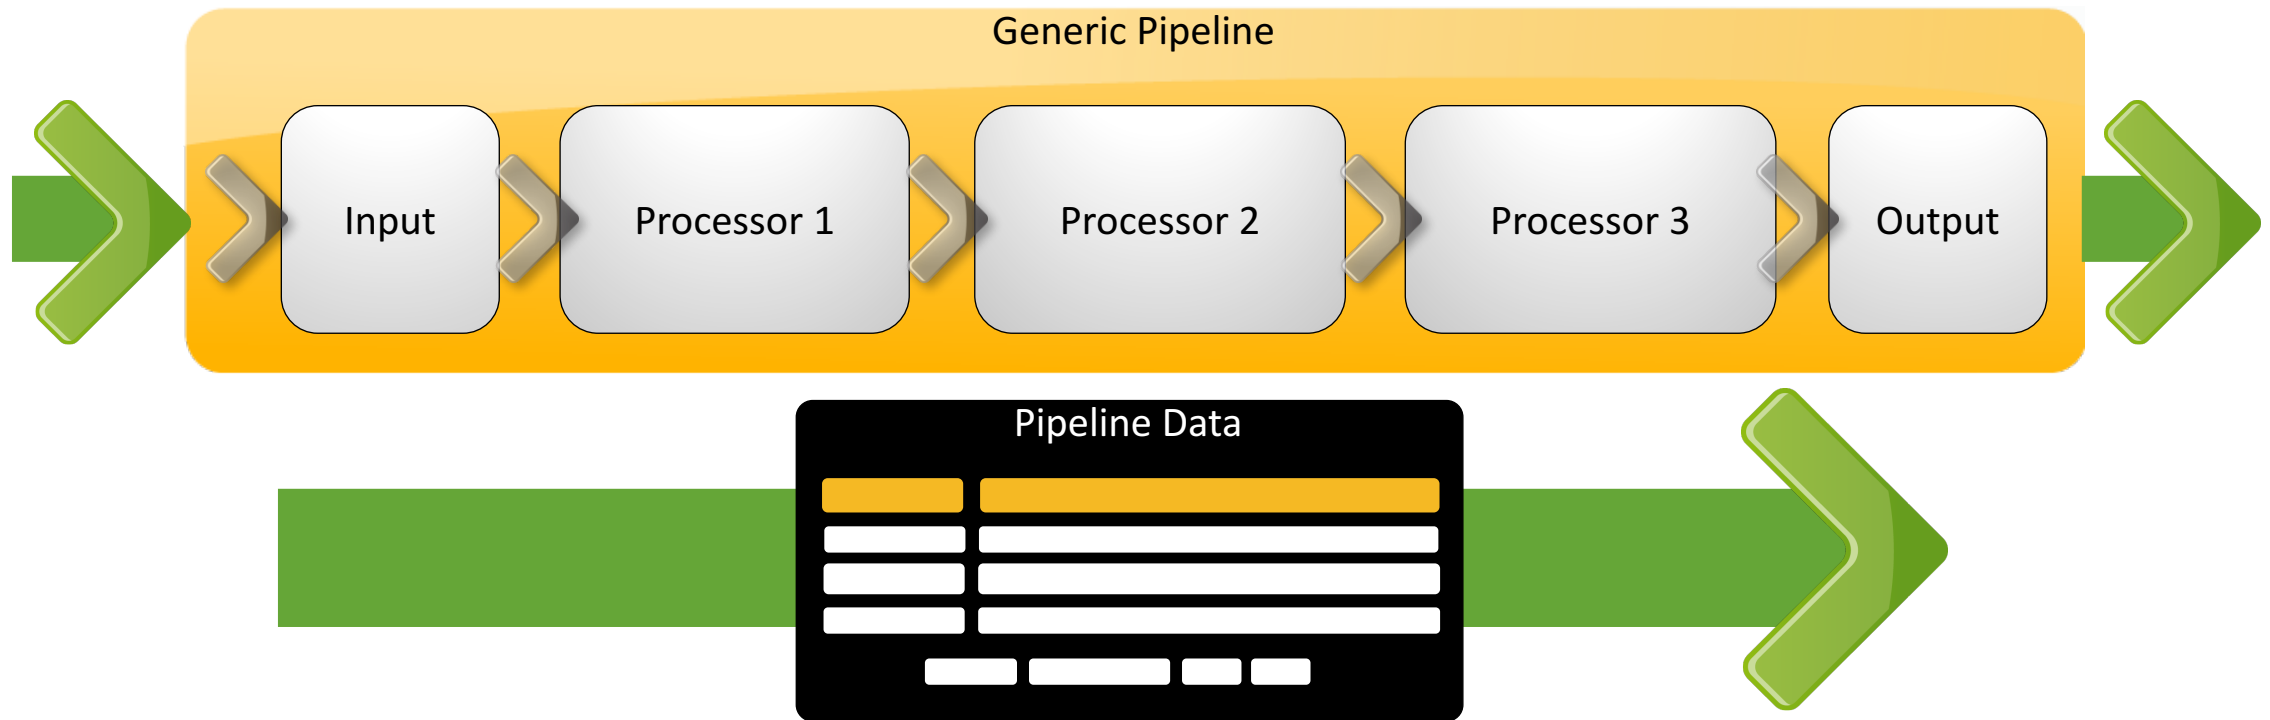 Generic Pipeline
Input
Processor 1
Processor 2
Processor 3
Output
Pipeline Data